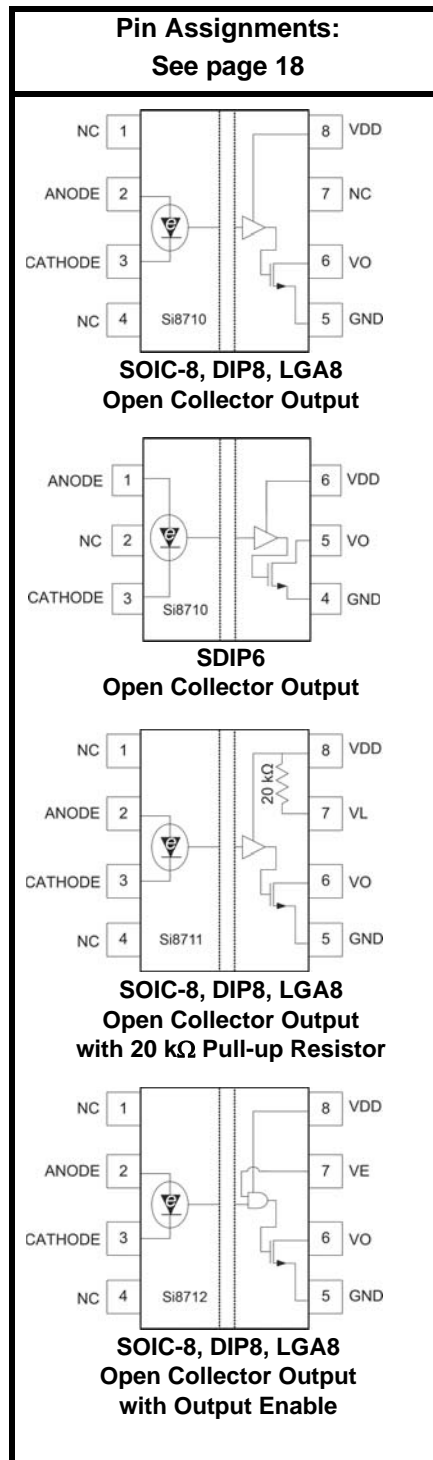 Pin Assignments:
See page 18
NC 1
8 VDD
ANODE 2
7 NC
e
CATHODE 3
6 VO
NC 4
Si8710
5 GND
SOIC-8, DIP8, LGA8
Open Collector Output
ANODE 1
6 VDD
NC 2
e
5 VO
CATHODE 3
Si8710
4 GND
SDIP6
Open Collector Output
NC 1
8 VDD
20 kΩ
ANODE 2
7 VL
e
CATHODE 3
6 VO
NC 4
Si8711
5 GND
SOIC-8, DIP8, LGA8
Open Collector Output
with 20 kΩ Pull-up Resistor
NC 1
8 VDD
ANODE 2
7 VE
e
CATHODE 3
6 VO
NC 4
Si8712
5 GND
SOIC-8, DIP8, LGA8
Open Collector Output
with Output Enable